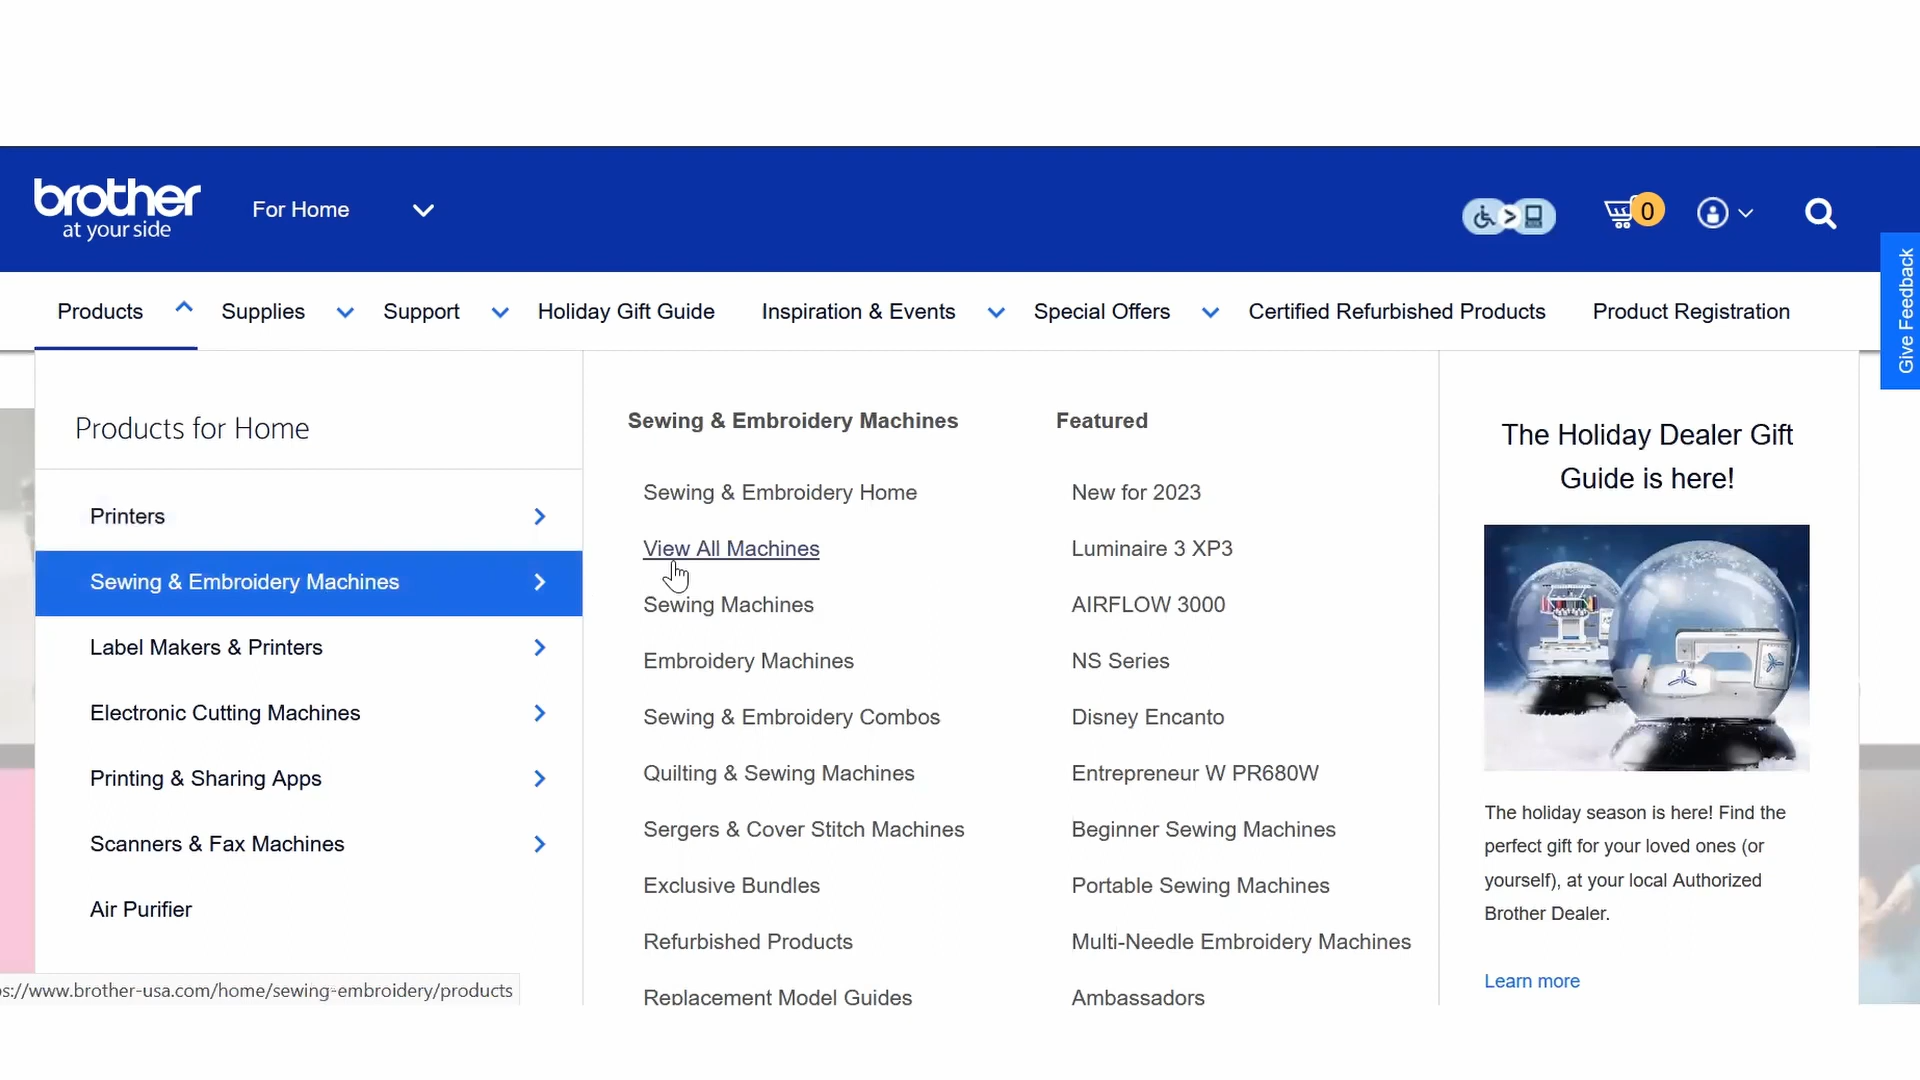 brother
at your side
For Home
0
Products
Supplies
Support
Holiday Gift Guide
Inspiration & Events
Special Offers
Certified Refurbished Products
Product Registration
Give Feedback
Products for Home
Printers
Sewing & Embroidery Machines
Label Makers & Printers
Electronic Cutting Machines
Printing & Sharing Apps
Scanners & Fax Machines
Air Purifier
Sewing & Embroidery Machines
Sewing & Embroidery Home
View All Machines
Sewing Machines
Embroidery Machines
Sewing & Embroidery Combos
Quilting & Sewing Machines
Sergers & Cover Stitch Machines
Exclusive Bundles
Refurbished Products
Replacement Model Guides
Featured
New for 2023
Luminaire 3 XP3
AIRFLOW 3000
NS Series
Disney Encanto
Entrepreneur W PR680W
Beginner Sewing Machines
Portable Sewing Machines
Multi-Needle Embroidery Machines
Ambassadors
The Holiday Dealer Gift
Guide is here!
The holiday season is here! Find the
perfect gift for your loved ones (or
yourself), at your local Authorized
Brother Dealer.
Learn more
ps://www.brother-usa.com/home/sewing-embroidery/products